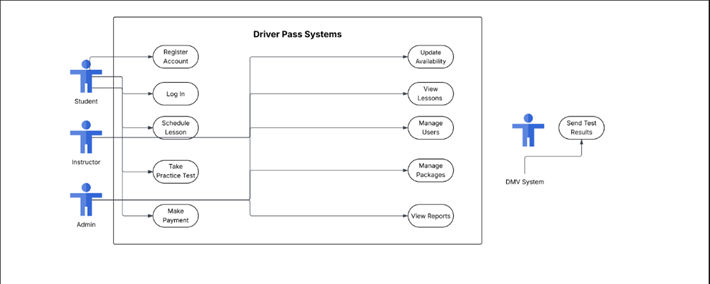 Driver Pass Systems
Register
Account
Update
Availability
Student
Log In
View
Lessons
Schedule
Lesson
Manage
Users
Send Test
Results
Instructor
Take
Practice Test
Manage
Packages
DMV System
Admin
Make
Payment
View Reports